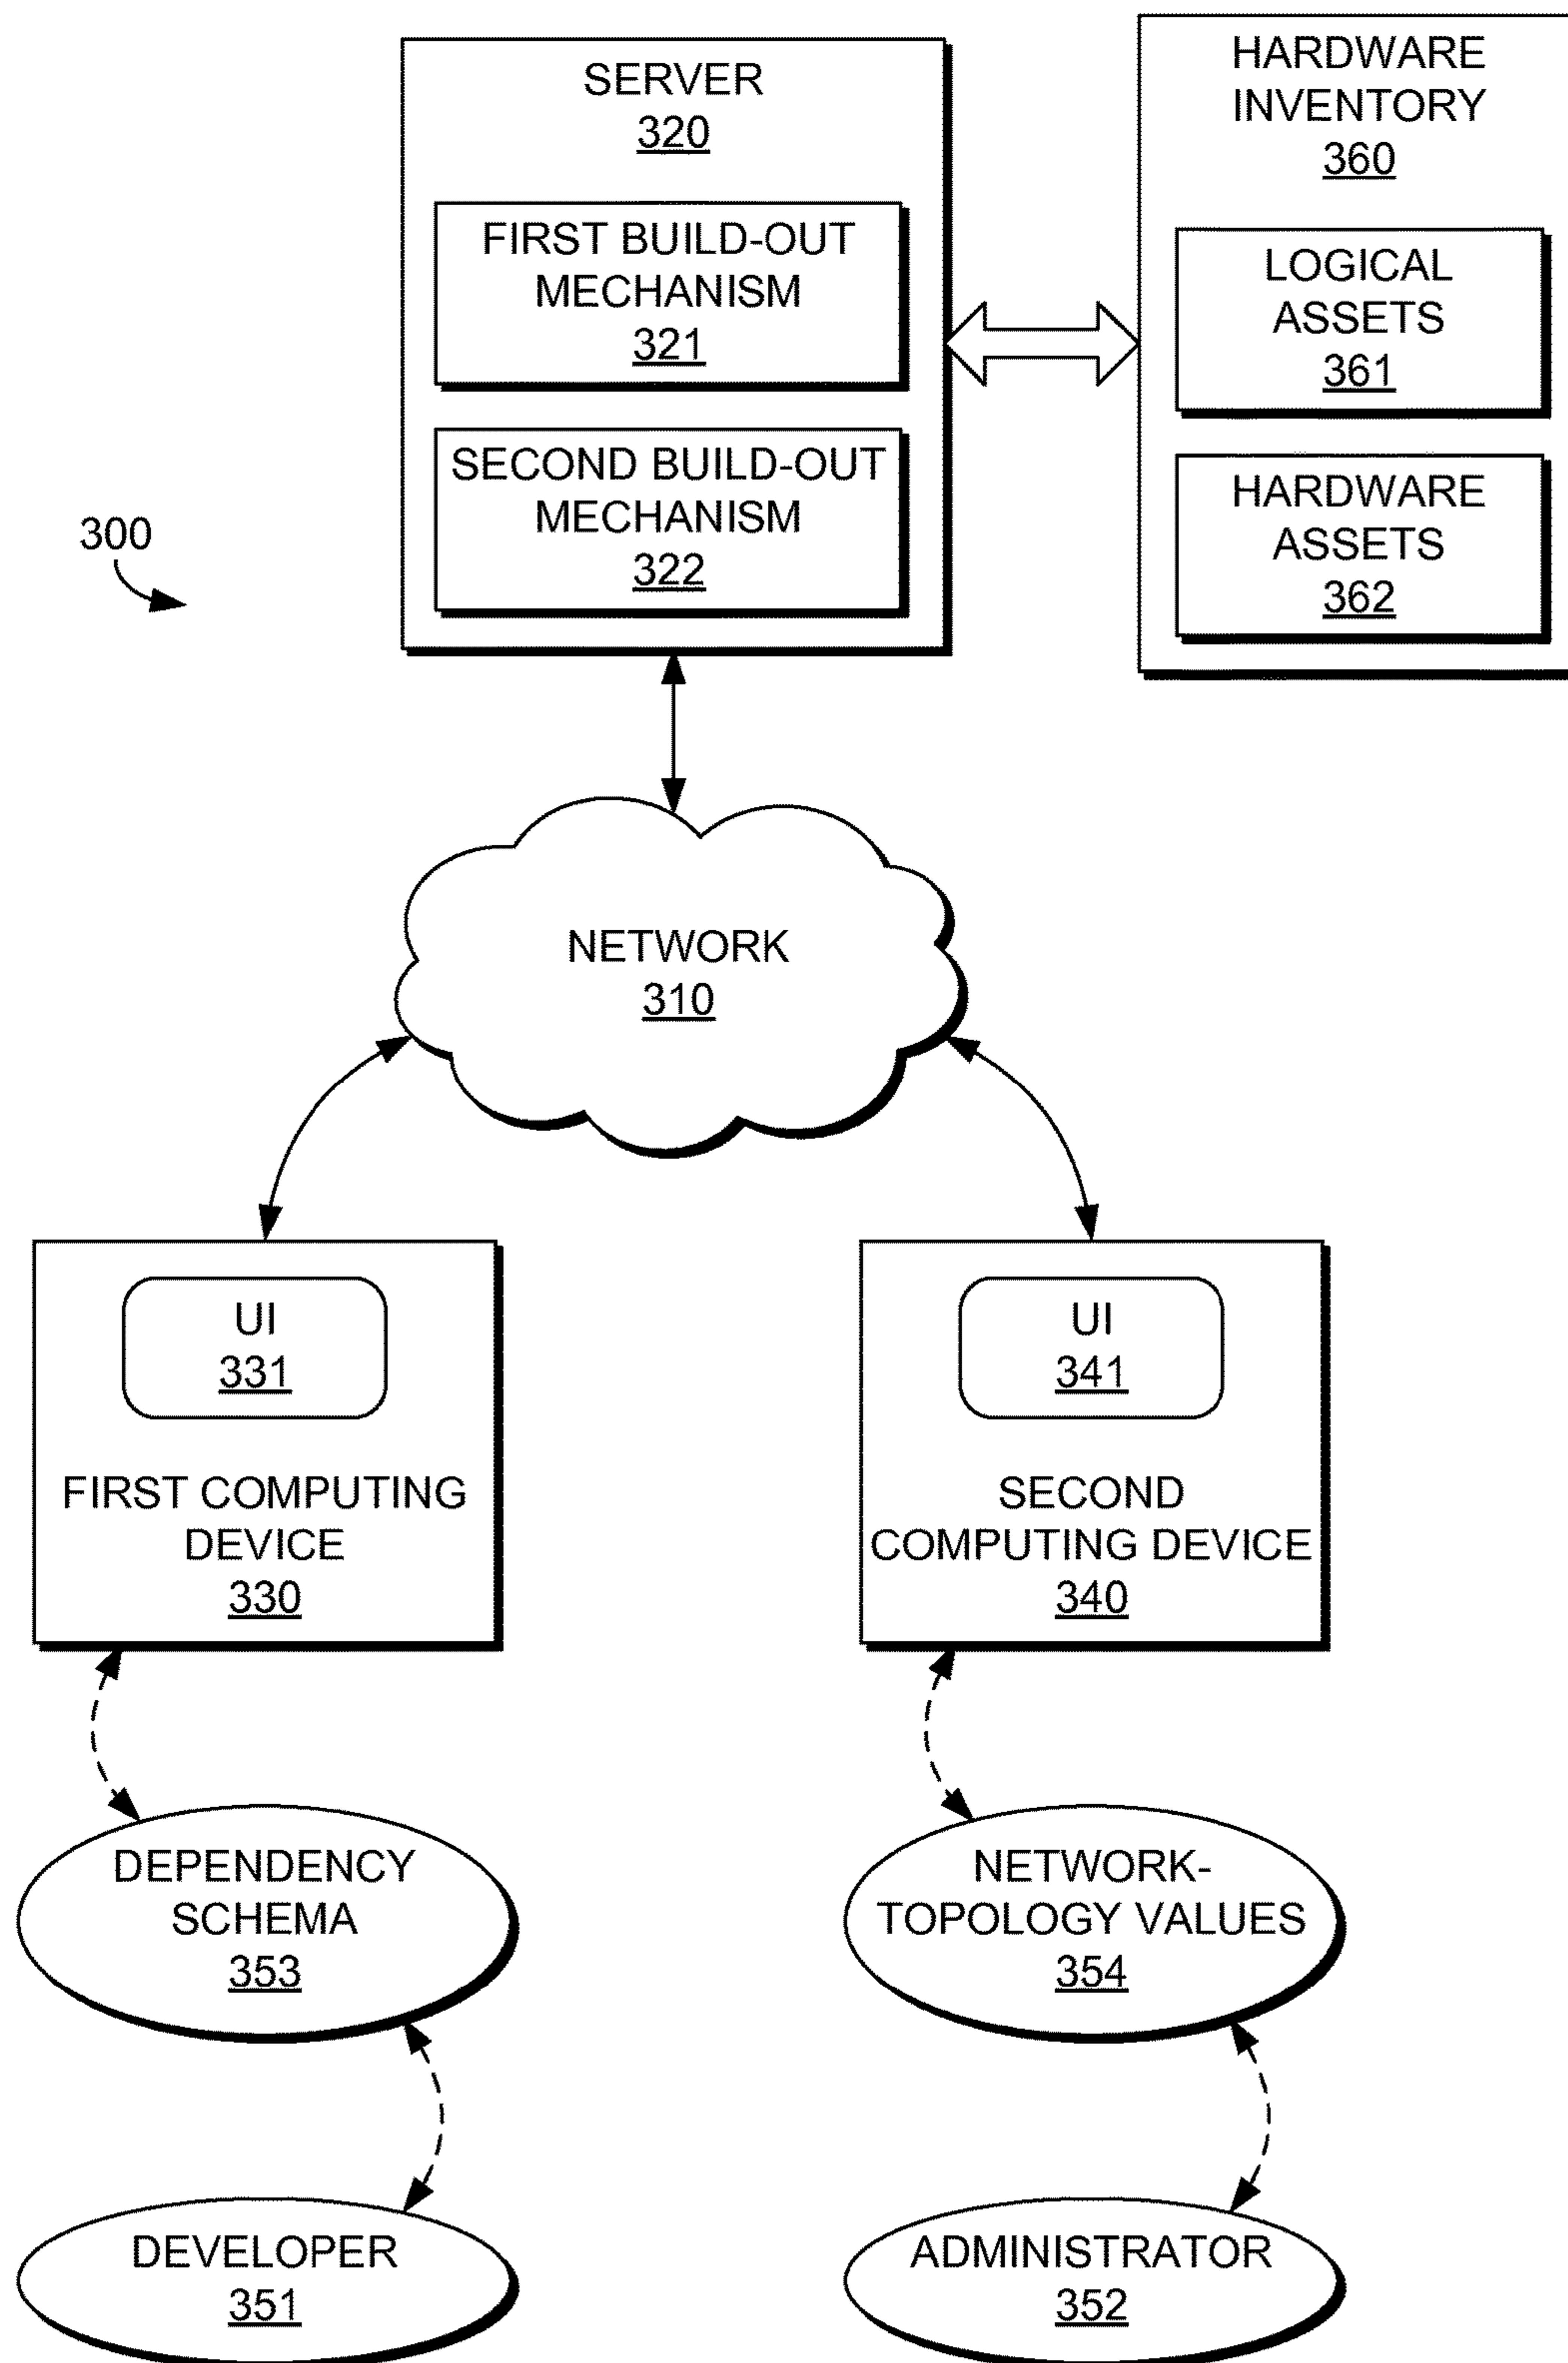 SERVER
320
FIRST BUILD-OUT
MECHANISM
321
SECOND BUILD-OUT
MECHANISM
322
HARDWARE
INVENTORY
360
LOGICAL
ASSETS
361
HARDWARE
ASSETS
362
300
NETWORK
310
UI
331
FIRST COMPUTING
DEVICE
330
UI
341
SECOND
COMPUTING DEVICE
340
DEPENDENCY
SCHEMA
353
NETWORK-
TOPOLOGY VALUES
354
DEVELOPER
351
ADMINISTRATOR
352